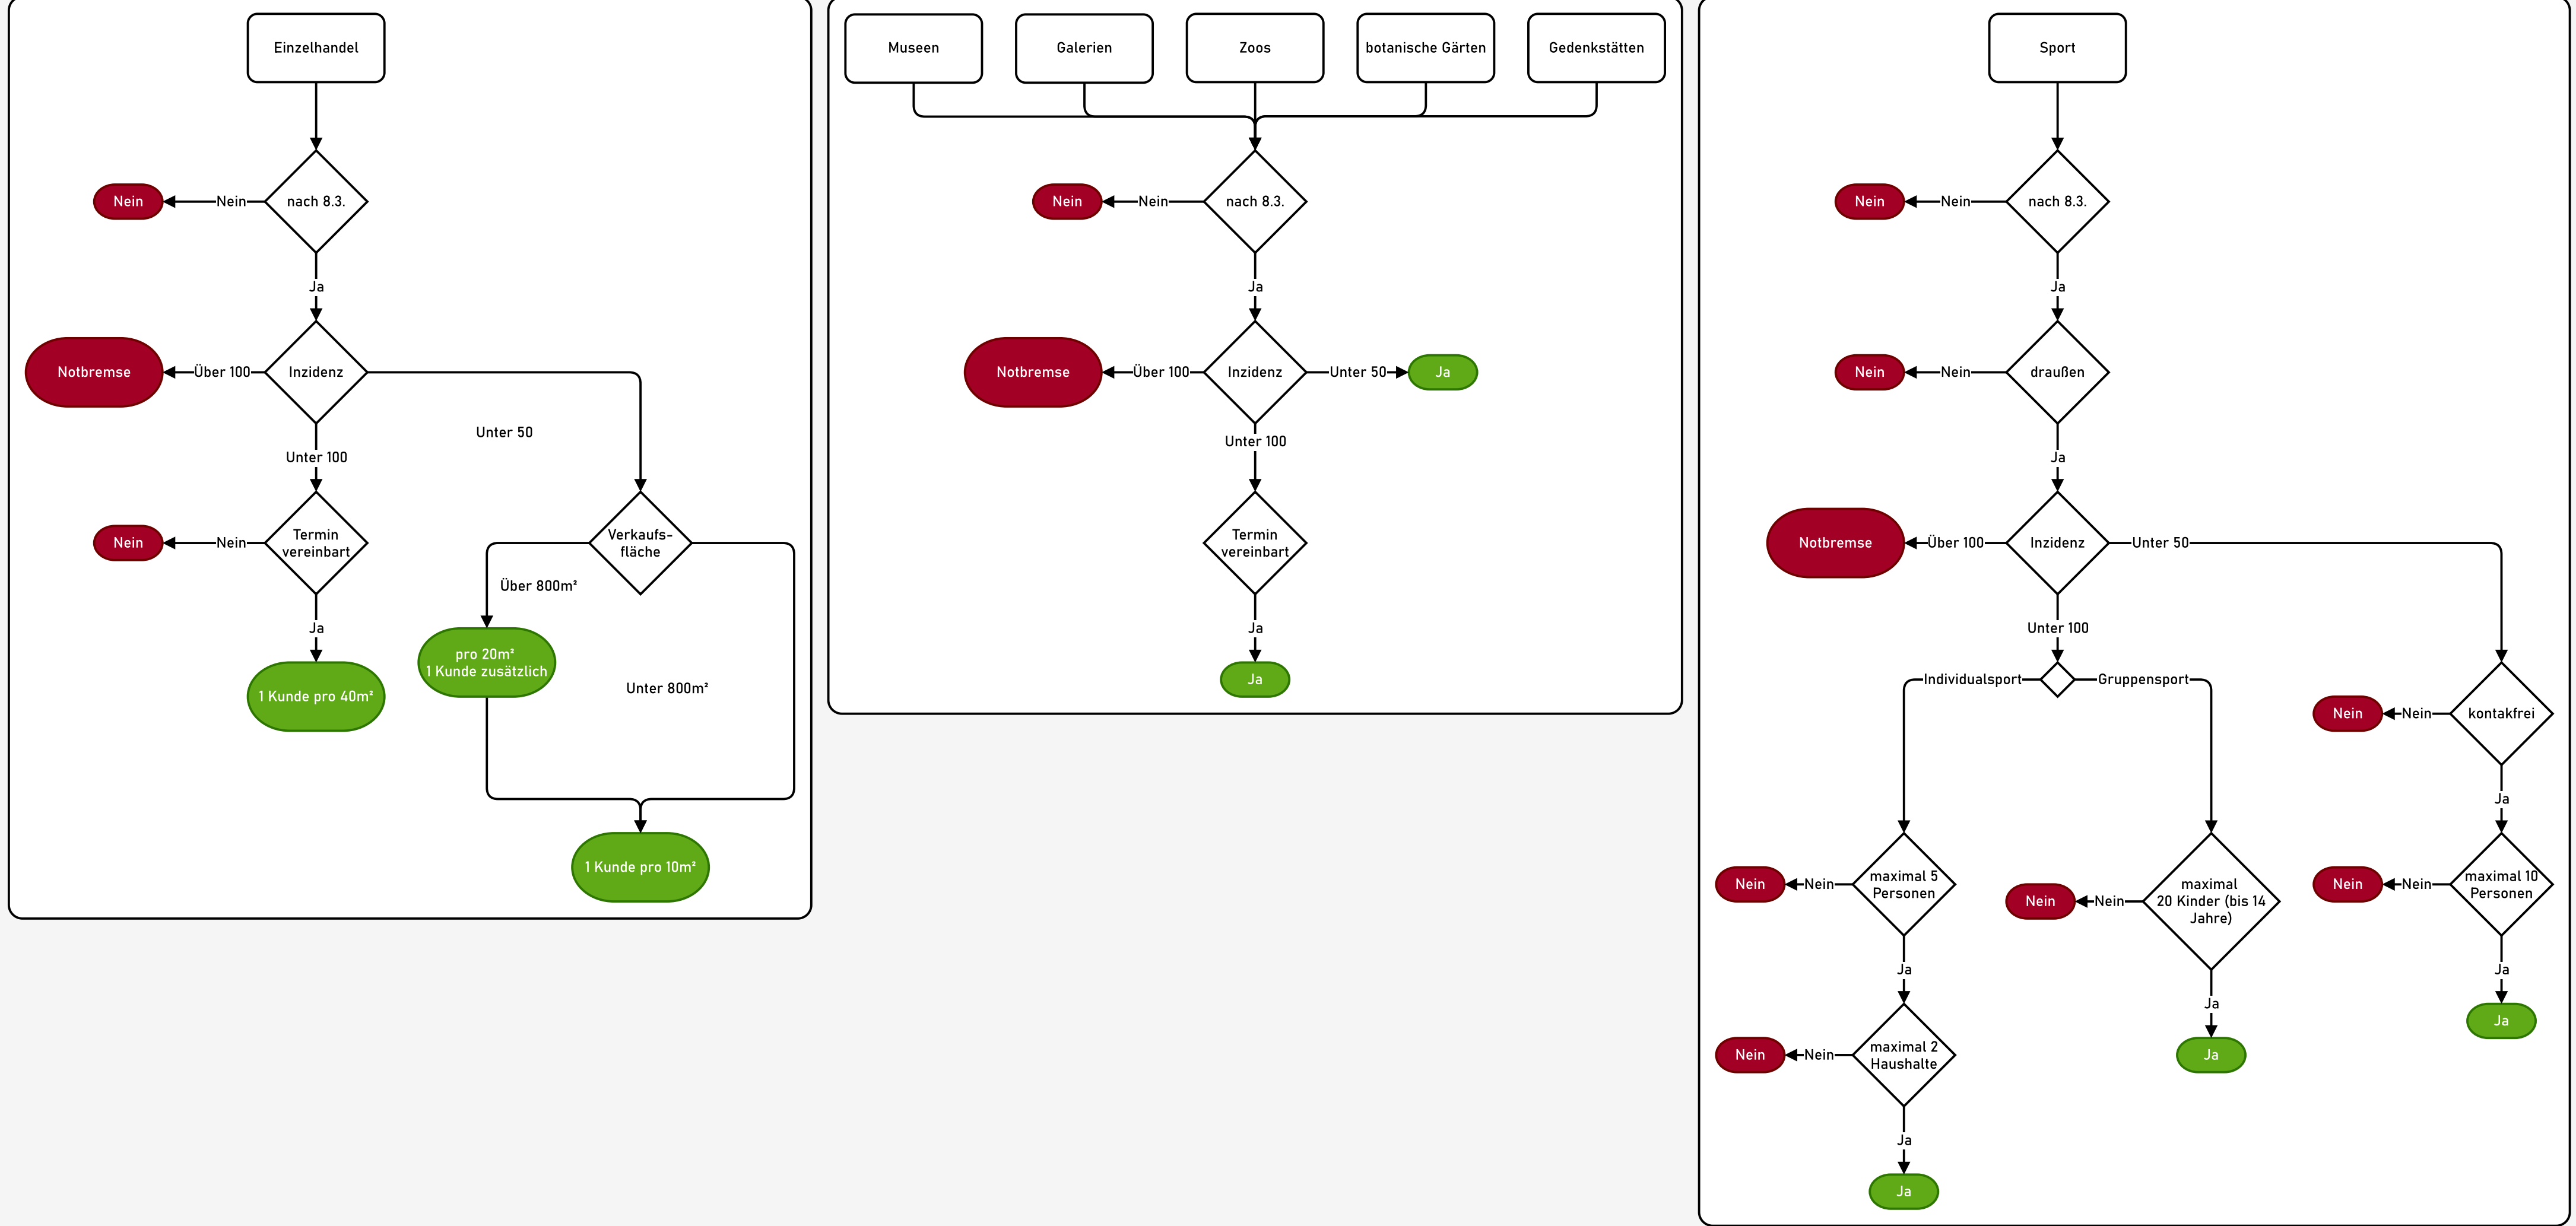 Einzelhandel
nach 8.3.
Nein
Nein
Ja
Inzidenz
Über 100
Notbremse
Unter 50
Unter 100
Termin
vereinbart
Nein
Nein
Ja
1 Kunde pro 40m²
Verkaufs-
fläche
Über 800m²
pro 20m²
1 Kunde zusätzlich
Unter 800m²
1 Kunde pro 10m²
Museen
Galerien
Zoos
botanische Gärten
Gedenkstätten
nach 8.3.
Nein
Nein
Ja
Inzidenz
Über 100
Notbremse
Unter 50
Ja
Unter 100
Termin
vereinbart
Ja
Ja
Sport
nach 8.3.
Nein
Nein
Ja
draußen
Nein
Nein
Ja
Inzidenz
Über 100
Notbremse
Unter 50
Unter 100
Individualsport
Gruppensport
maximal 5
Personen
Nein
Nein
Ja
maximal 2
Haushalte
Nein
Nein
Ja
Ja
maximal
20 Kinder (bis 14
Jahre)
Nein
Nein
Ja
Ja
kontakfrei
Nein
Nein
Ja
maximal 10
Personen
Nein
Nein
Ja
Ja